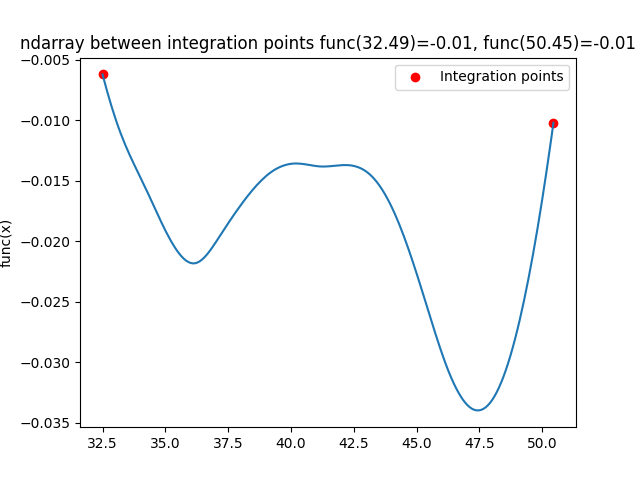 ndarray between integration points func(32.49)=-0.01, func(50.45)=-0.01
Integration points
func(x)
−0.005
−0.010
−0.015
−0.020
−0.025
−0.030
−0.035
32.5 35.0 37.5 40.0 42.5 45.0 47.5 50.0